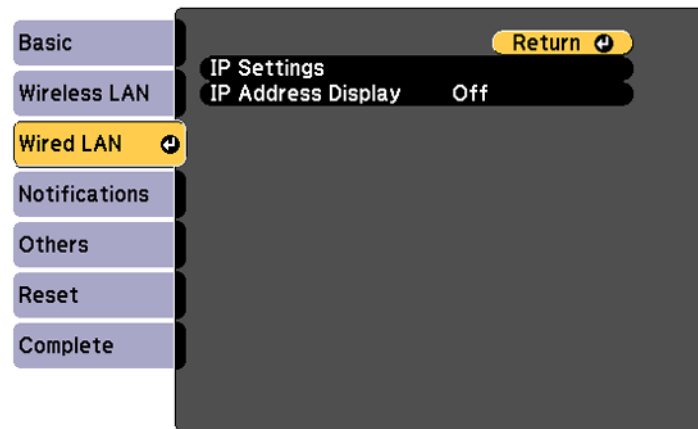 Basic
Wireless LAN
Wired LAN
Notifications
Others
Reset
Complete
Return
IP Settings
IP Address Display Off